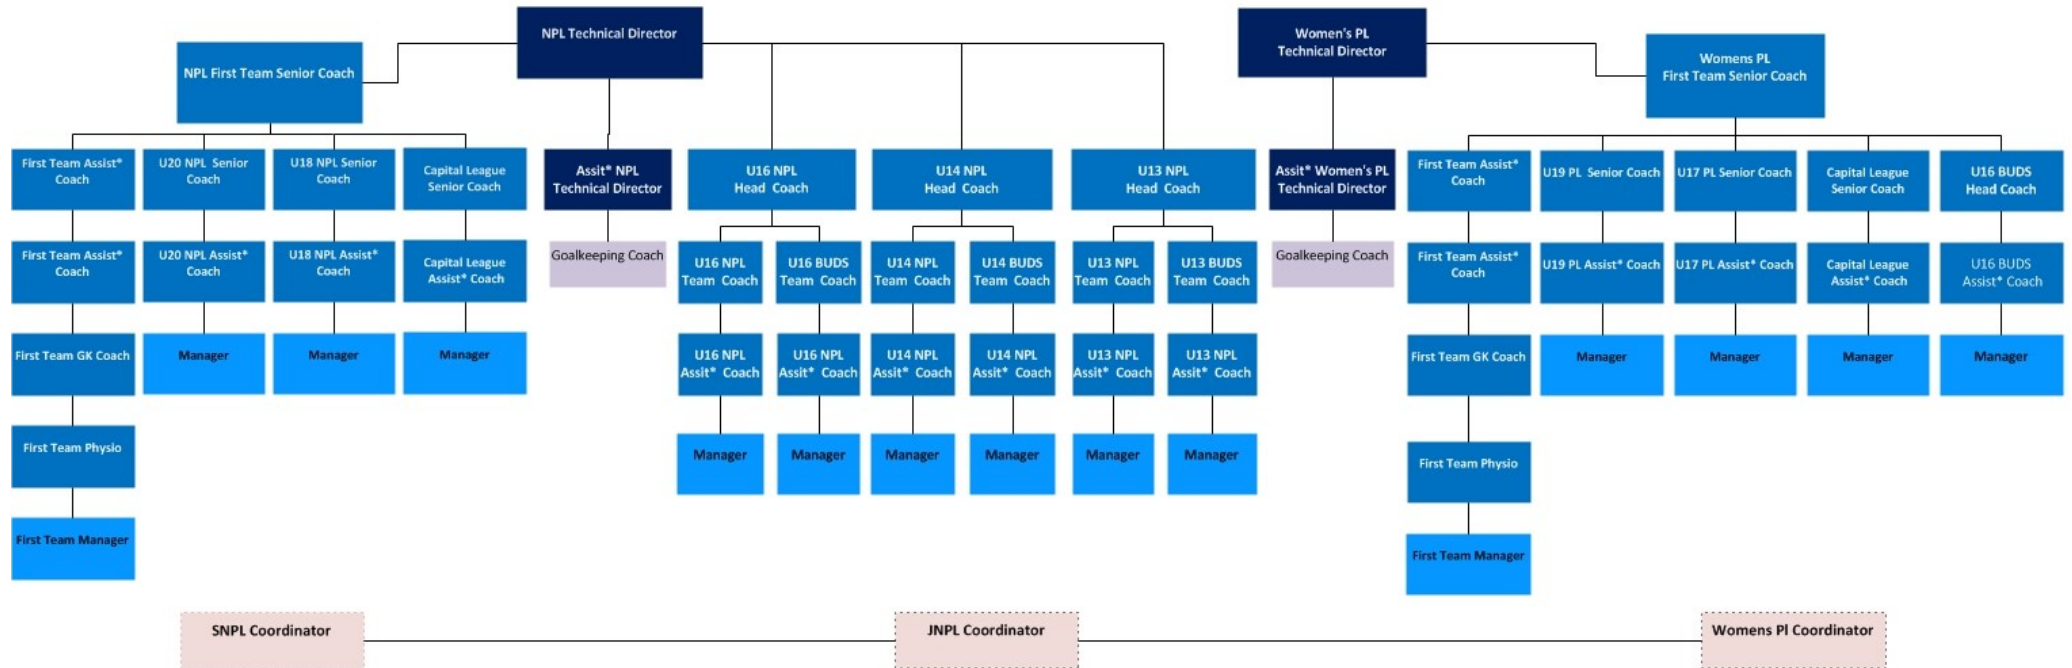 NPL Technical Director
Women's PL
Technical Director
NPL First Team Senior Coach
Womens PL
First Team Senior Coach
First Team Assist*
Coach
U20 NPL Senior
Coach
U18 NPL Senior
Coach
Capital League
Senior Coach
Assit* NPL
Technical Director
U16 NPL
Head Coach
U14 NPL
Head Coach
U13 NPL
Head Coach
Assit* Women's PL
Technical Director
First Team Assist*
Coach
U19 PL Senior Coach
U17 PL Senior Coach
Capital League
Senior Coach
U16 BUDS
Head Coach
First Team Assist*
Coach
U20 NPL Assist*
Coach
U18 NPL Assist*
Coach
Capital League
Assist* Coach
Goalkeeping Coach
U16 NPL
Team Coach
U16 BUDS
Team Coach
U14 NPL
Team Coach
U14 BUDS
Team Coach
U13 NPL
Team Coach
U13 BUDS
Team Coach
Goalkeeping Coach
First Team Assist*
Coach
U19 PL Assist* Coach
U17 PL Assist* Coach
Capital League
Assist* Coach
U16 BUDS
Assist* Coach
First Team GK Coach
Manager
Manager
Manager
U16 NPL
Assit* Coach
U16 NPL
Assit* Coach
U14 NPL
Assit* Coach
U14 NPL
Assit* Coach
U13 NPL
Assit* Coach
U13 NPL
Assit* Coach
First Team GK Coach
Manager
Manager
Manager
Manager
First Team Physio
Manager
Manager
Manager
Manager
Manager
Manager
First Team Physio
First Team Manager
First Team Manager
SNPL Coordinator
JNPL Coordinator
Womens Pl Coordinator